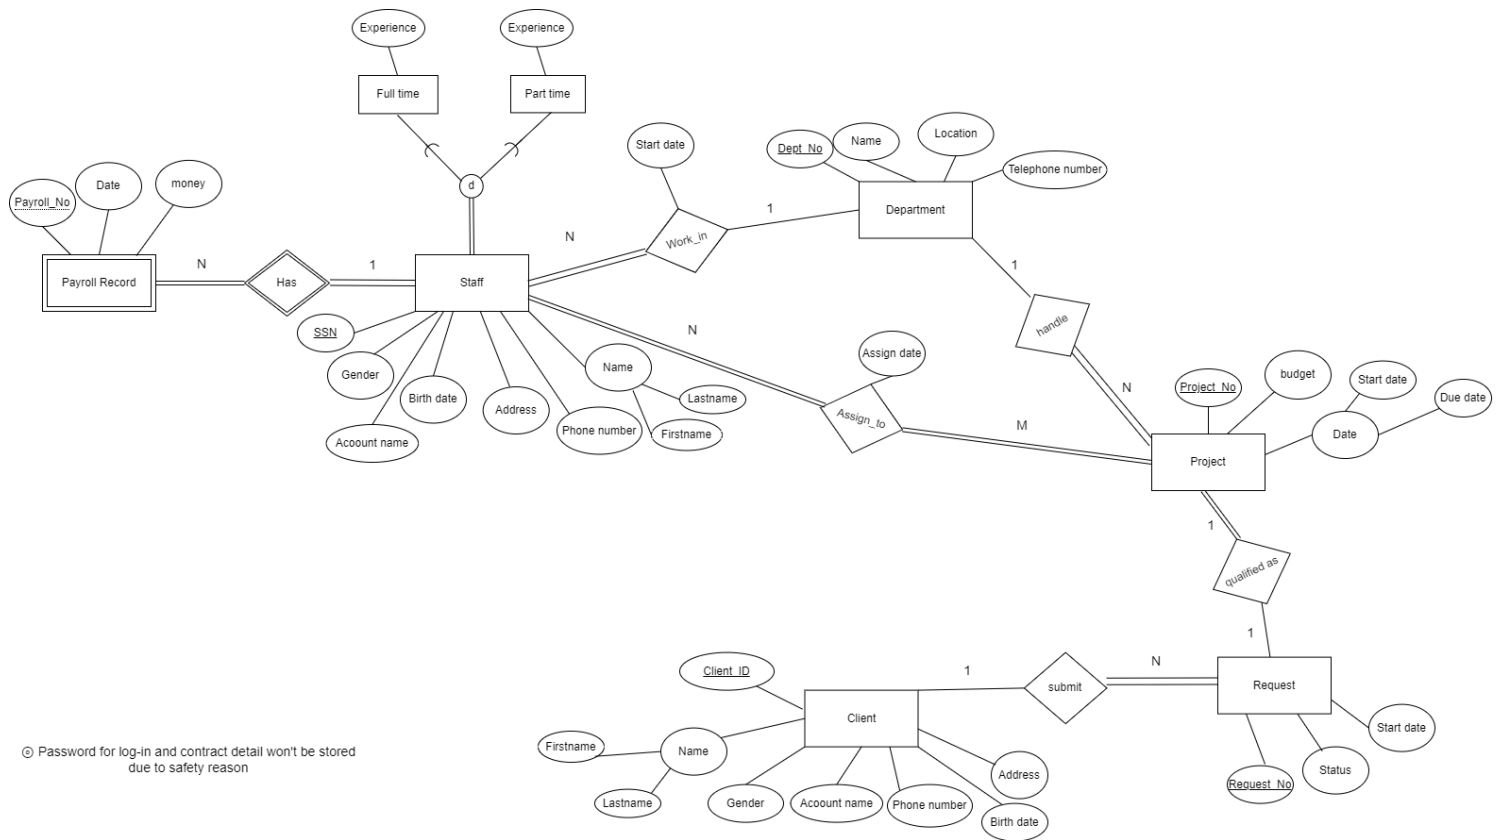 Experience
Experience
Full time
Part time
d
Payroll_No
Date
money
Payroll Record
N
Has
1
Staff
SSN
Gender
Acoount name
Birth date
Address
Phone number
Name
Lastname
Firstname
N
Start date
Work_in
1
Dept_No
Name
Location
Telephone number
Department
1
handle
N
N
Assign date
Assign_to
M
Project_No
budget
Start date
Due date
Date
Project
1
qualified as
1
Client_ID
Client
1
submit
N
Request
Start date
Status
Request_No
Firstname
Name
Lastname
Gender
Acoount name
Phone number
Address
Birth date
Password for log-in and contract detail won't be stored
due to safety reason